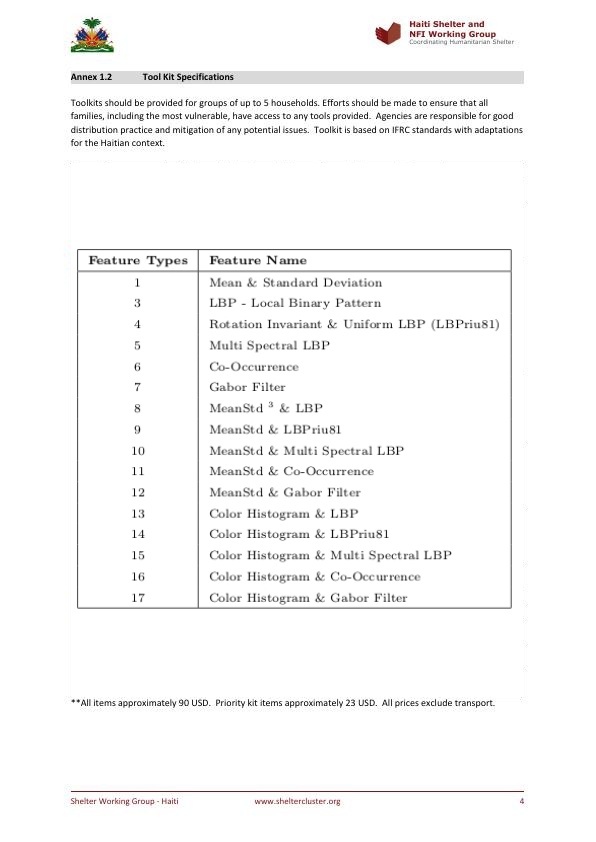 Haiti Shelter and
NFI Working Group
Coordinating Humanitarian Shelter
Annex 1.2 Tool Kit Specifications
Toolkits should be provided for groups of up to 5 households. Efforts should be made to ensure that all
families, including the most vulnerable, have access to any tools provided. Agencies are responsible for good
distribution practice and mitigation of any potential issues. Toolkit is based on IFRC standards with adaptations
for the Haitian context.
Feature Types Feature Name
1 Mean & Standard Deviation
3 LBP - Local Binary Pattern
4 Rotation Invariant & Uniform LBP (LBPriu81)
5 Multi Spectral LBP
6 Co-Occurrence
7 Gabor Filter
8 MeanStd ³ & LBP
9 MeanStd & LBPriu81
10 MeanStd & Multi Spectral LBP
11 MeanStd & Co-Occurrence
12 MeanStd & Gabor Filter
13 Color Histogram & LBP
14 Color Histogram & LBPriu81
15 Color Histogram & Multi Spectral LBP
16 Color Histogram & Co-Occurrence
17 Color Histogram & Gabor Filter
**All items approximately 90 USD. Priority kit items approximately 23 USD. All prices exclude transport.
Shelter Working Group - Haiti www.sheltercluster.org 4